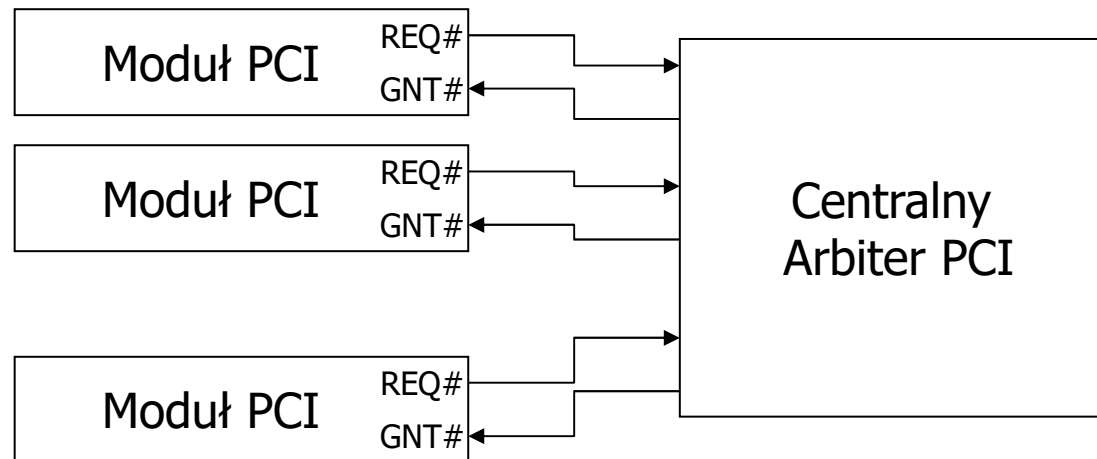 Moduł PCI
REQ#
GNT#
Moduł PCI
REQ#
GNT#
Moduł PCI
REQ#
GNT#
Centralny
Arbiter PCI